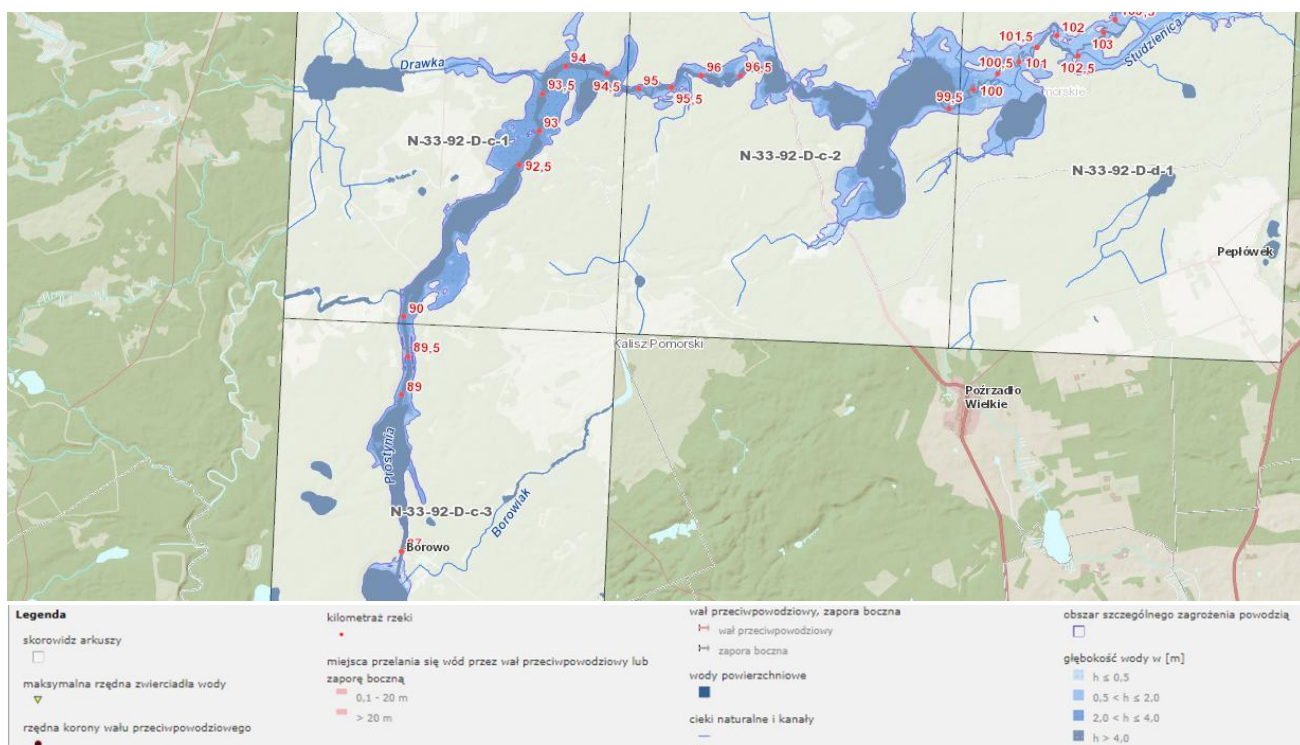 103,5
102
101,5
103
Studzienica
94
96
96,5
101
102,5
100,5
Drawka
94,5
95
95,5
93,5
100
morskie
99,5
93
N-33-92-D-c-1
N-33-92-D-c-2
92,5
N-33-92-D-d-1
Pepłówek
90
Kalisz Pomorski
89,5
89
Poźrzadło
Wielkie
Prostynia
N-33-92-D-c-3
Borowiak
87
Borowo
Legenda
skorowidz arkuszy
maksymalna rzędna zwierciadła wody
rzędna korony wału przeciwpowodziowego
kilometraż rzeki
miejsca przelania się wód przez wał przeciwpowodziowy lub
zaporę boczną
0,1 - 20 m
> 20 m
wał przeciwpowodziowy, zapora boczna
wał przeciwpowodziowy
zapora boczna
wody powierzchniowe
cieki naturalne i kanały
obszar szczególnego zagrożenia powodzią
głębokość wody w [m]
h ≤ 0,5
0,5 < h ≤ 2,0
2,0 < h ≤ 4,0
h > 4,0